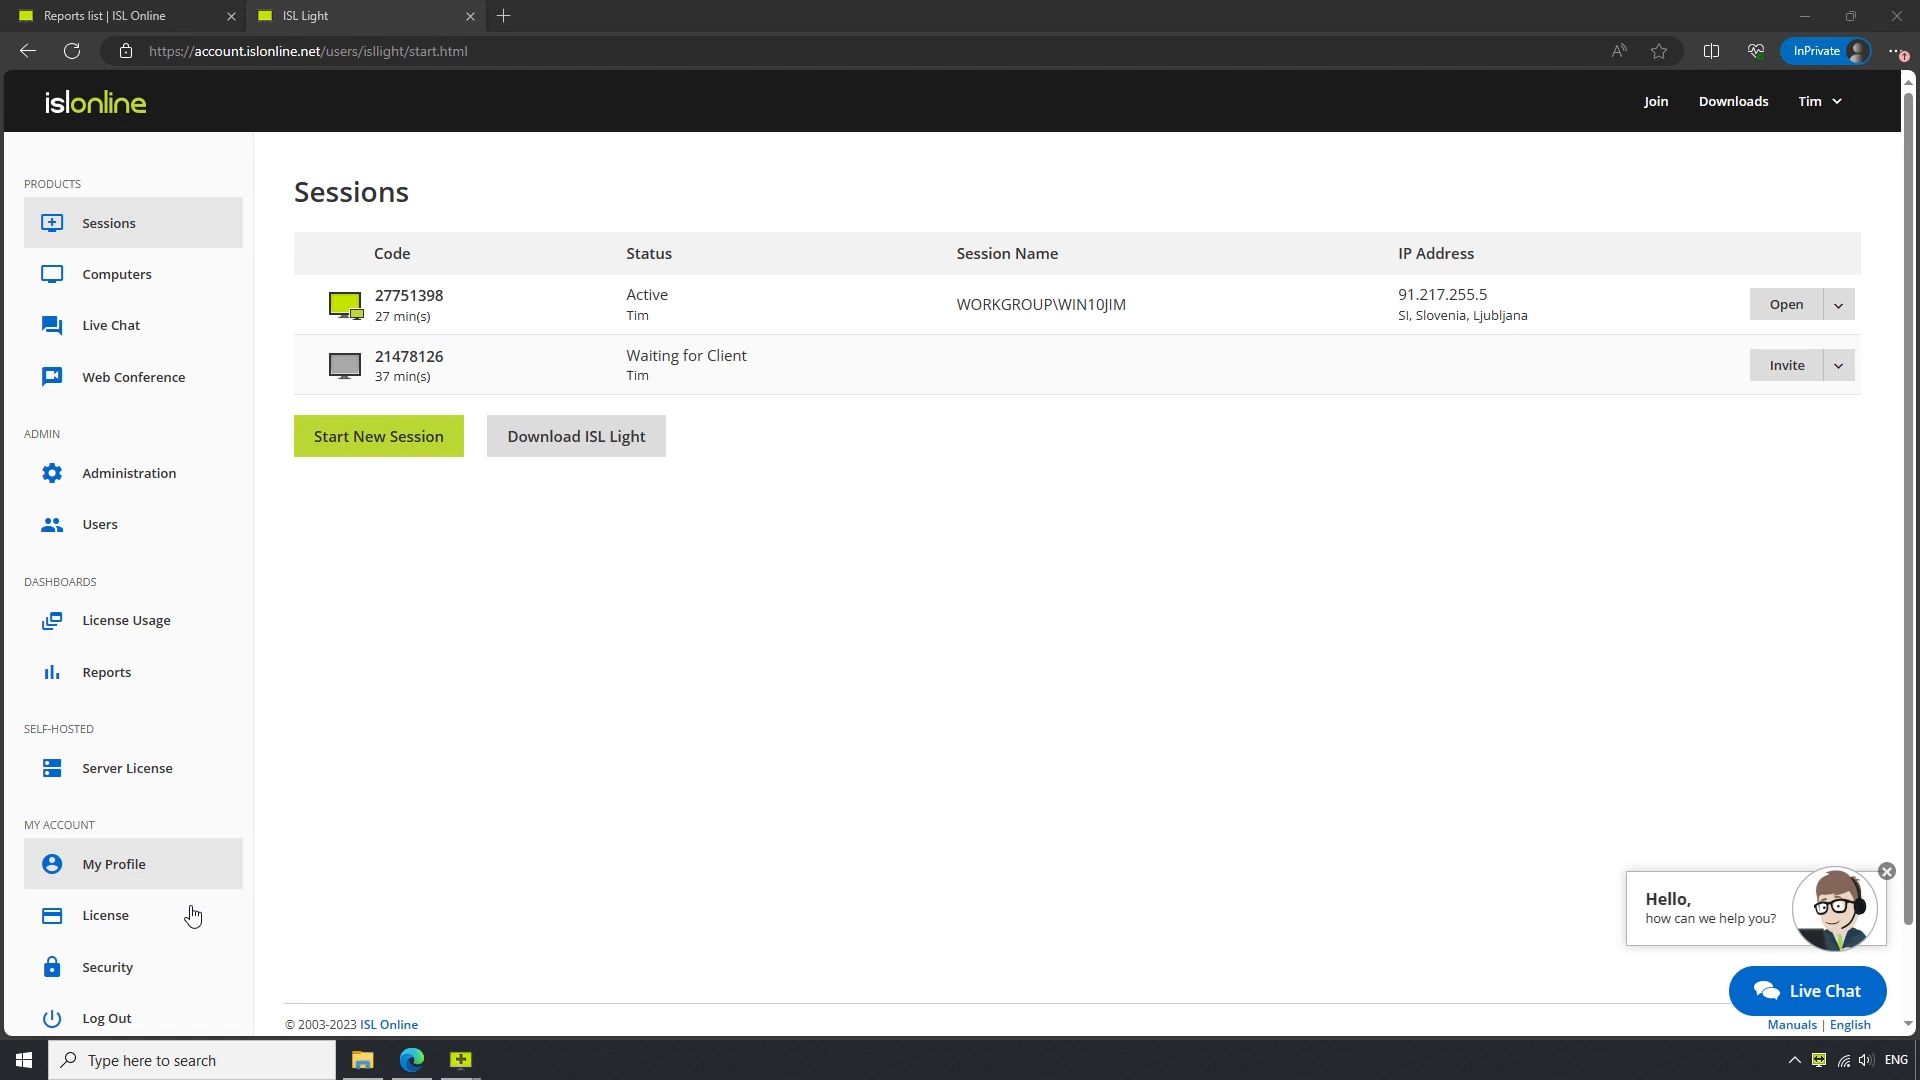 Reports list | ISL Online
ISL Light
https://account.islonline.net/users/isllight/start.html
InPrivate
1
islonline
Join
Downloads
Tim
PRODUCTS
Sessions
Computers
Live Chat
Web Conference
ADMIN
Administration
Users
DASHBOARDS
License Usage
Reports
SELF-HOSTED
Server License
MY ACCOUNT
My Profile
License
Security
Log Out
Sessions
Code Status Session Name IP Address
27751398 Active WORKGROUP\WIN10JIM 91.217.255.5 Open
27 min(s) Tim SI, Slovenia, Ljubljana
21478126 Waiting for Client Invite
37 min(s) Tim
Start New Session
Download ISL Light
Hello,
how can we help you?
Live Chat
© 2003-2023 ISL Online
Manuals | English
Type here to search
ENG